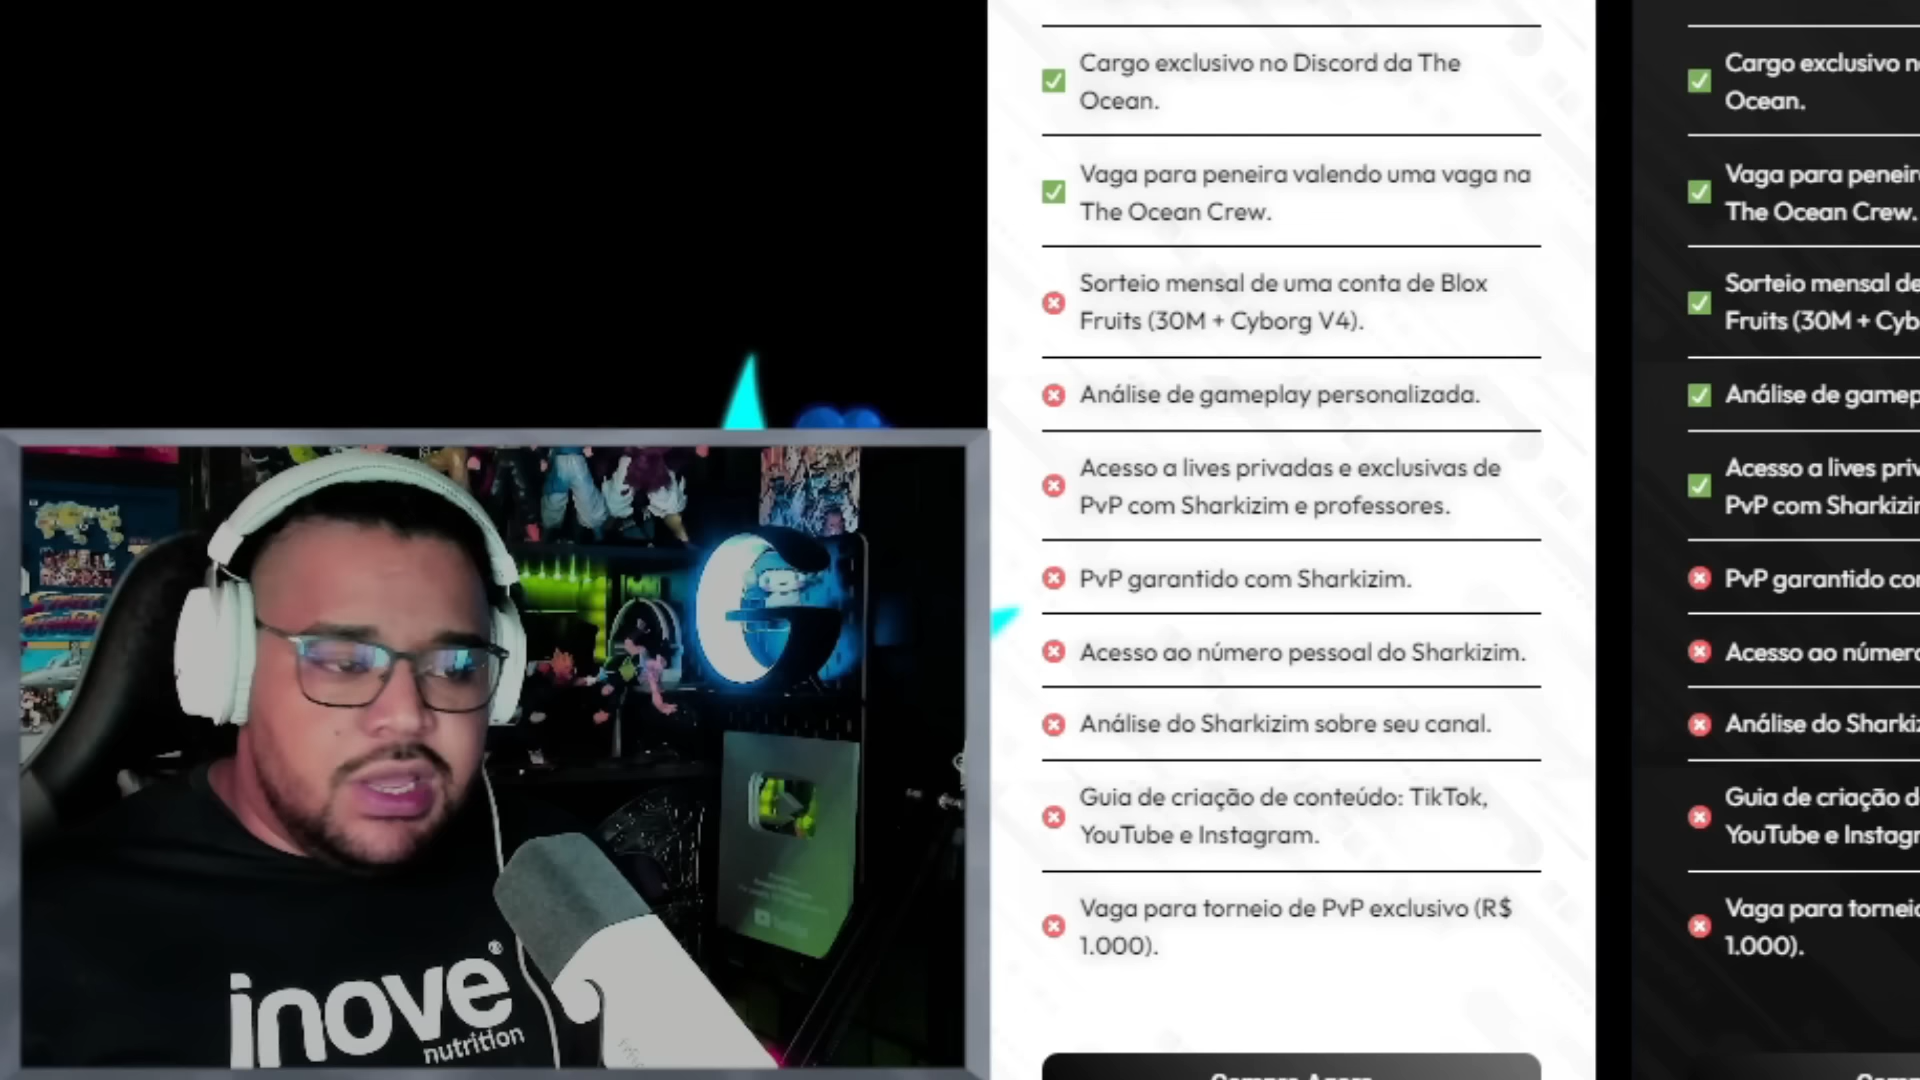 Cargo exclusivo no Discord da The
Ocean.
Vaga para peneira valendo uma vaga na
The Ocean Crew.
Sorteio mensal de uma conta de Blox
Fruits (30M + Cyborg V4).
Análise de gameplay personalizada.
Acesso a lives privadas e exclusivas de
PvP com Sharkizim e professores.
PvP garantido com Sharkizim.
Acesso ao número pessoal do Sharkizim.
Análise do Sharkizim sobre seu canal.
Guia de criação de conteúdo: TikTok,
YouTube e Instagram.
Vaga para torneio de PvP exclusivo (R$
1.000).
Cargo exclusivo n
Ocean.
Vaga para peneir
The Ocean Crew.
Sorteio mensal de
Fruits (30M + Cyb
Análise de gamep
Acesso a lives priv
PvP com Sharkizi
PvP garantido co
Acesso ao número
Análise do Sharkiz
Guia de criação d
YouTube e Instagr
Vaga para torneio
1.000).
inove®
nutrition